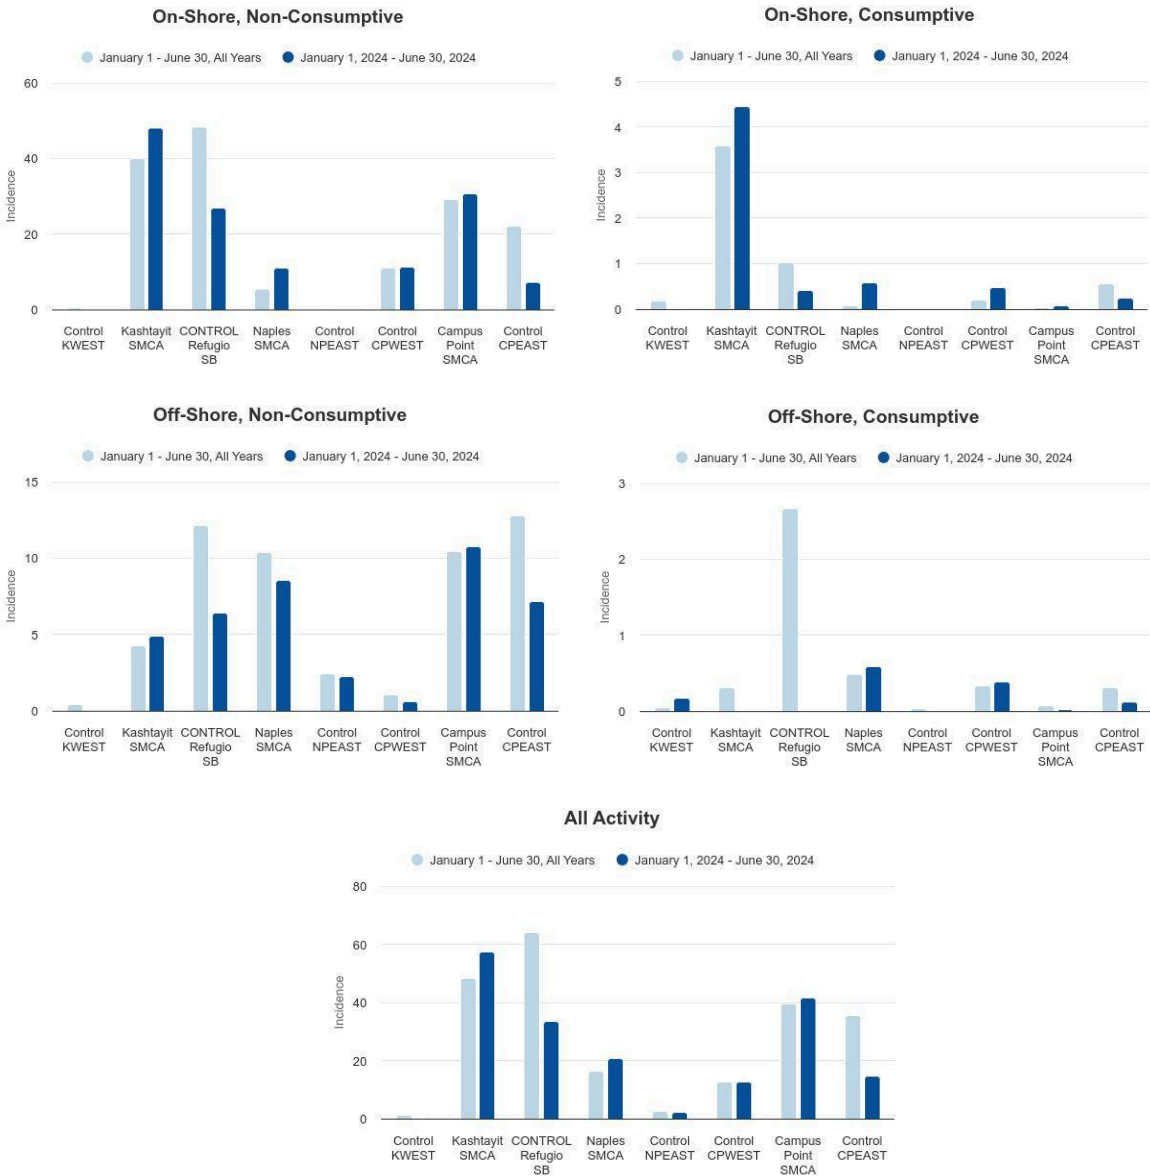 On-Shore, Non-Consumptive
January 1 - June 30, All Years January 1, 2024 - June 30, 2024
Incidence
60
40
20
0
Control KWEST
Kashtayit SMCA
CONTROL Refugio SB
Naples SMCA
Control NPEAST
Control CPWEST
Campus Point SMCA
Control CPEAST
On-Shore, Consumptive
January 1 - June 30, All Years January 1, 2024 - June 30, 2024
Incidence
5
4
3
2
1
0
Control KWEST
Kashtayit SMCA
CONTROL Refugio SB
Naples SMCA
Control NPEAST
Control CPWEST
Campus Point SMCA
Control CPEAST
Off-Shore, Non-Consumptive
January 1 - June 30, All Years January 1, 2024 - June 30, 2024
Incidence
15
10
5
0
Control KWEST
Kashtayit SMCA
CONTROL Refugio SB
Naples SMCA
Control NPEAST
Control CPWEST
Campus Point SMCA
Control CPEAST
Off-Shore, Consumptive
January 1 - June 30, All Years January 1, 2024 - June 30, 2024
Incidence
3
2
1
0
Control KWEST
Kashtayit SMCA
CONTROL Refugio SB
Naples SMCA
Control NPEAST
Control CPWEST
Campus Point SMCA
Control CPEAST
All Activity
January 1 - June 30, All Years January 1, 2024 - June 30, 2024
Incidence
80
60
40
20
0
Control KWEST
Kashtayit SMCA
CONTROL Refugio SB
Naples SMCA
Control NPEAST
Control CPWEST
Campus Point SMCA
Control CPEAST